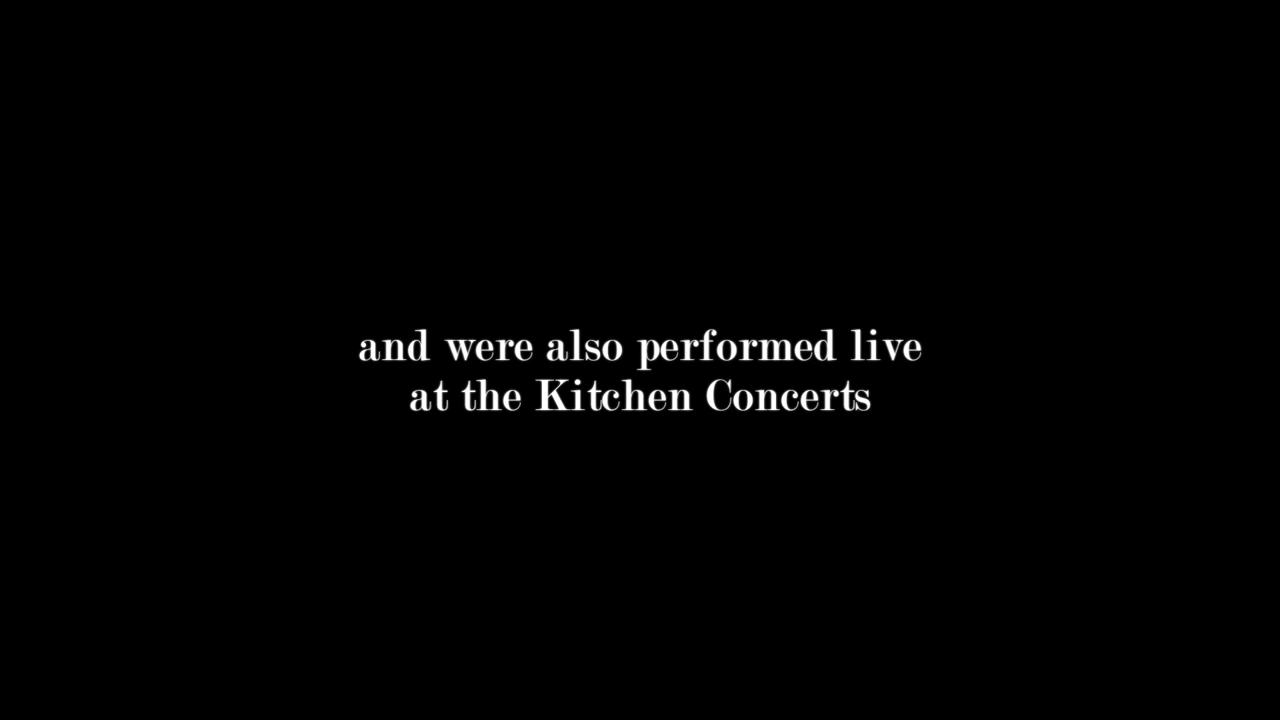 and were also performed live
at the Kitchen Concerts